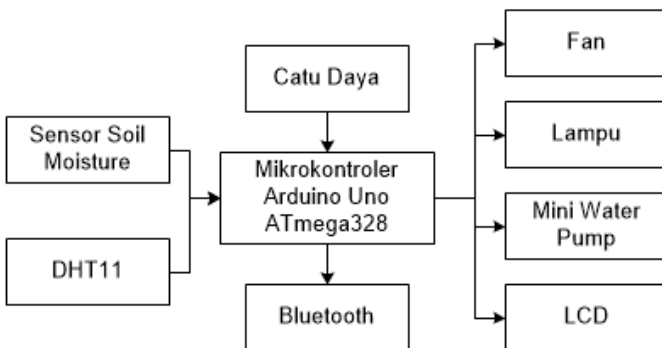 Fan
Catu Daya
Sensor Soil
Moisture
Lampu
Mikrokontroler
Arduino Uno
ATmega328
Mini Water
Pump
DHT11
Bluetooth
LCD